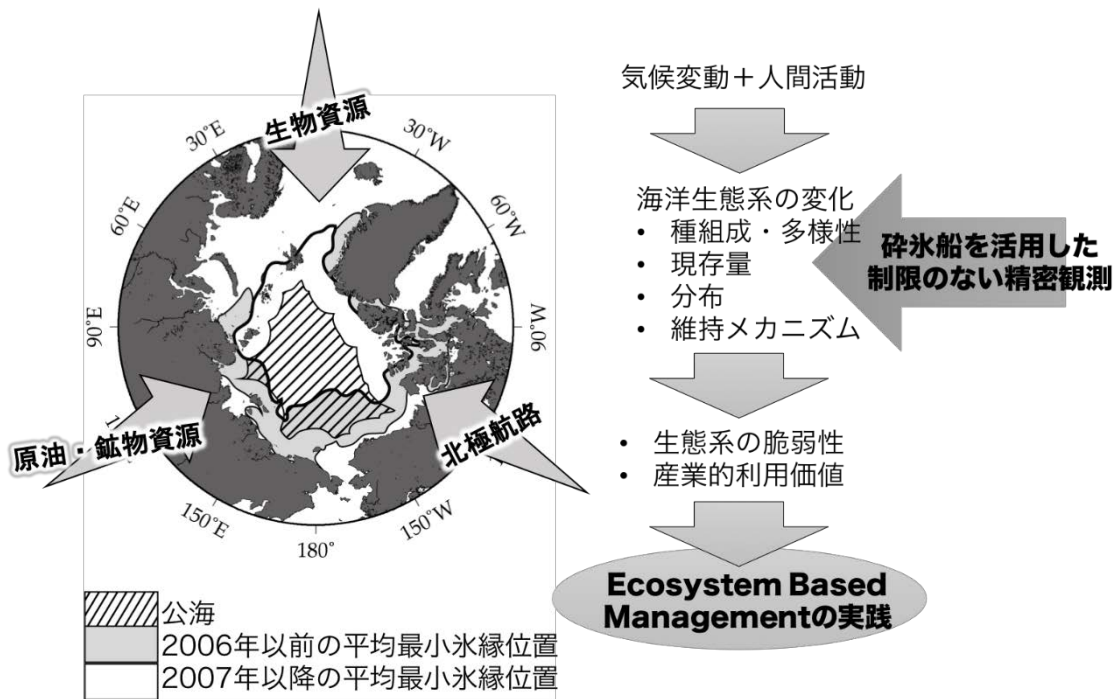 生物資源
30°E
30°W
60°E
60°W
90°E
90°W
原油・鉱物資源
北極航路
150°E
150°W
180°
公海
2006年以前の平均最小氷縁位置
2007年以降の平均最小氷縁位置
気候変動＋人間活動
海洋生態系の変化
• 種組成・多様性
• 現存量
• 分布
• 維持メカニズム
砕氷船を活用した
制限のない精密観測
• 生態系の脆弱性
• 産業的利用価値
Ecosystem Based
Managementの実践